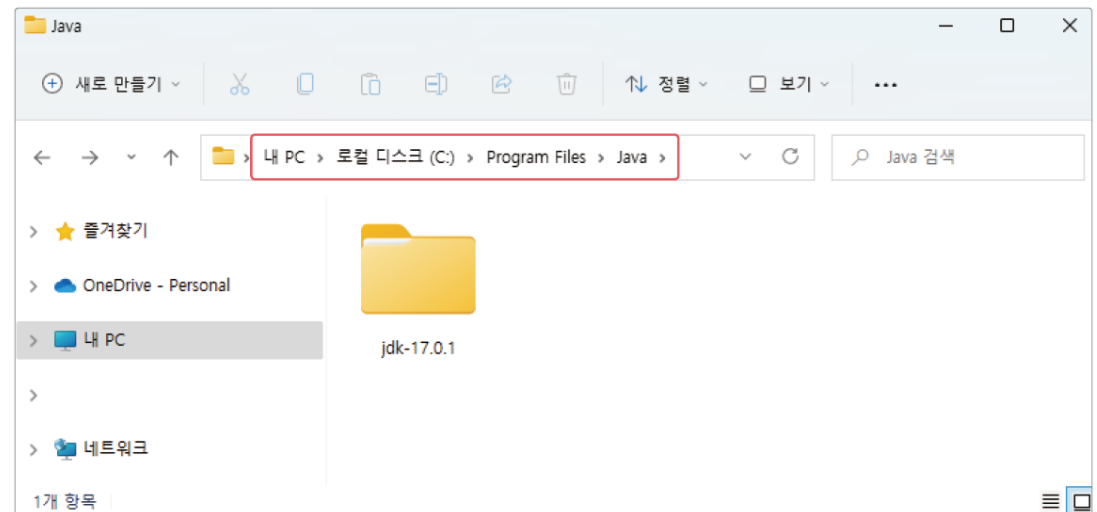 Java
새로 만들기
정렬
보기
내 PC > 로컬 디스크 (C:) > Program Files > Java >
Java 검색
즐겨찾기
OneDrive - Personal
내 PC
네트워크
jdk-17.0.1
1개 항목